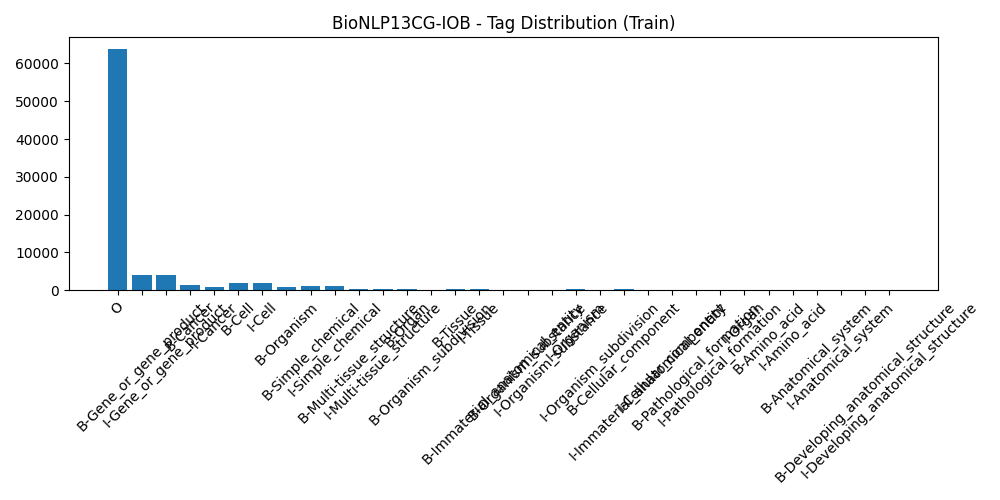 BioNLP13CG-IOB - Tag Distribution (Train)
60000
50000
40000
30000
20000
10000
0
O
B-Gene_or_gene_product
I-Gene_or_gene_product
B-Cancer
I-Cancer
B-Cell
I-Cell
B-Organism
B-Simple_chemical
I-Simple_chemical
B-Multi-tissue_structure
I-Multi-tissue_structure
B-Organ
B-Organism_subdivision
B-Tissue
I-Tissue
B-Immaterial_anatomical_entity
B-Organism_substance
I-Organism_substance
I-Organism
I-Organism_subdivision
B-Cellular_component
I-Immaterial_anatomical_entity
I-Cellular_component
B-Pathological_formation
I-Pathological_formation
I-Organ
B-Amino_acid
I-Amino_acid
B-Anatomical_system
I-Anatomical_system
B-Developing_anatomical_structure
I-Developing_anatomical_structure